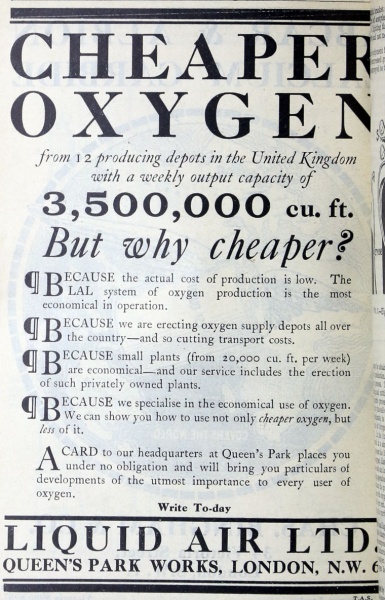 CHEAPER
OXYGEN
from 12 producing depots in the United Kingdom
with a weekly output capacity of
3,500,000 cu. ft.
But why cheaper?
¶ BECAUSE the actual cost of production is low. The
LAL system of oxygen production is the most
economical in operation.
¶ BECAUSE we are erecting oxygen supply depots all over
the country—and so cutting transport costs.
¶ BECAUSE small plants (from 20,000 cu. ft. per week)
are economical—and our service includes the erection
of such privately owned plants.
¶ BECAUSE we specialise in the economical use of oxygen.
We can show you how to use not only cheaper oxygen, but
less of it.
A CARD to our headquarters at Queen's Park places you
under no obligation and will bring you particulars of
developments of the utmost importance to every user of
oxygen.
Write To-day
LIQUID AIR LTD.
QUEEN'S PARK WORKS, LONDON, N.W. 6
T.A.S.